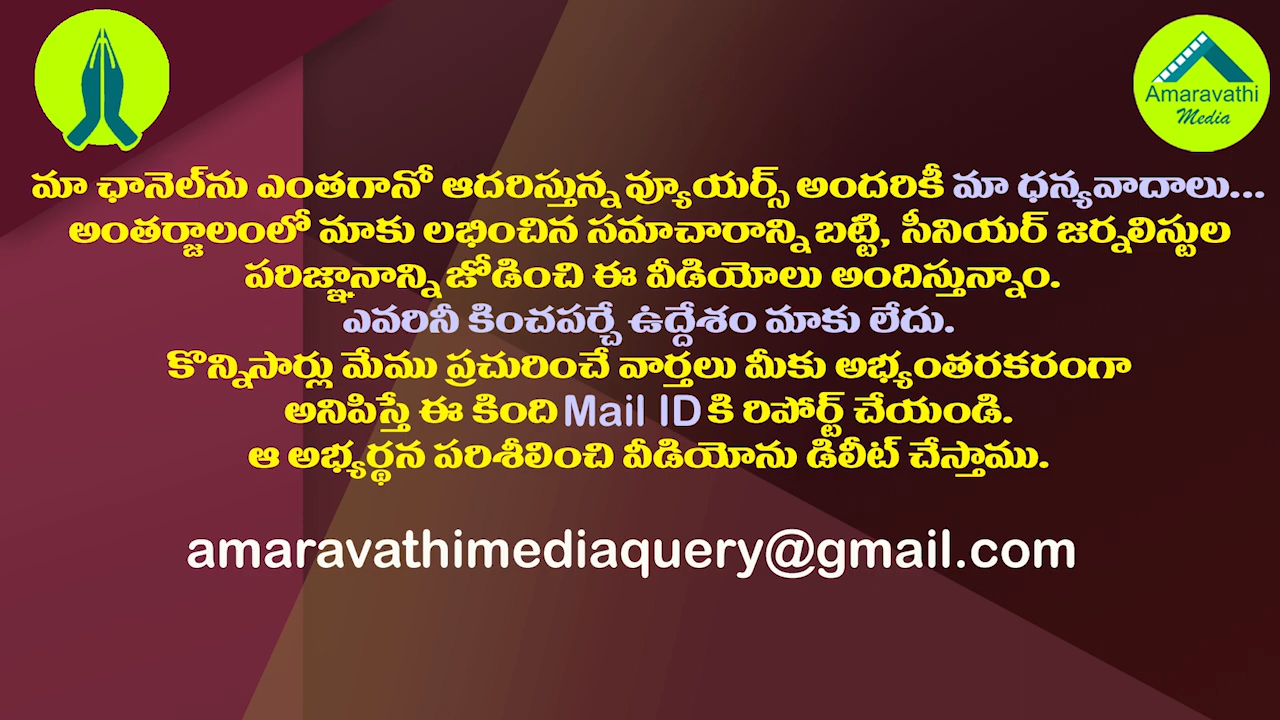 Amaravathi
Media
మా ఛానెల్‌ను ఎంతగానో ఆదరిస్తున్న వ్యూయర్స్ అందరికీ మా ధన్యవాదాలు...
అంతర్జాలంలో మాకు లభించిన సమాచారాన్ని బట్టి, సీనియర్ జర్నలిస్టుల
పరిజ్ఞానాన్ని జోడించి ఈ వీడియోలు అందిస్తున్నాం.
ఎవరినీ కించపర్చే ఉద్దేశం మాకు లేదు.
కొన్నిసార్లు మేము ప్రచురించే వార్తలు మీకు అభ్యంతరకరంగా
అనిపిస్తే ఈ కింది Mail ID కి రిపోర్ట్ చేయండి.
ఆ అభ్యర్థన పరిశీలించి వీడియోను డిలీట్ చేస్తాము.
amaravathimediaquery@gmail.com